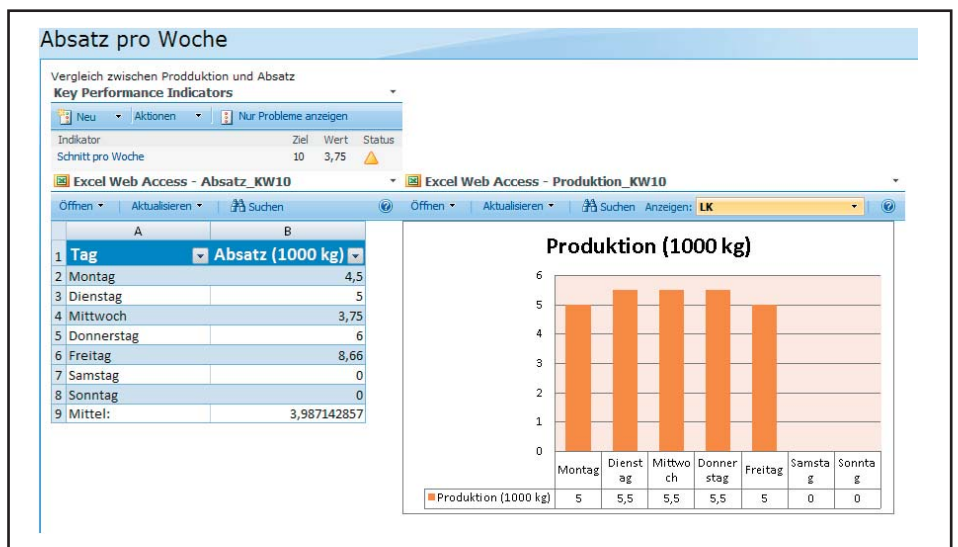 Absatz pro Woche
Vergleich zwischen Prodduktion und Absatz
Key Performance Indicators
Neu Aktionen Nur Probleme anzeigen
Indikator Ziel Wert Status
Schnitt pro Woche 10 3,75
Excel Web Access - Absatz_KW10
Öffnen Aktualisieren Suchen
A B
1 Tag Absatz (1000 kg)
2 Montag 4,5
3 Dienstag 5
4 Mittwoch 3,75
5 Donnerstag 6
6 Freitag 8,66
7 Samstag 0
8 Sonntag 0
9 Mittel: 3,987142857
Excel Web Access - Produktion_KW10
Öffnen Aktualisieren Suchen Anzeigen: LK
Produktion (1000 kg)
6
5
4
3
2
1
0
Montag Dienst Mittwo Donner Freitag Samsta Sonnta
ag ch stag g g
Produktion (1000 kg) 5 5,5 5,5 5,5 5 0 0